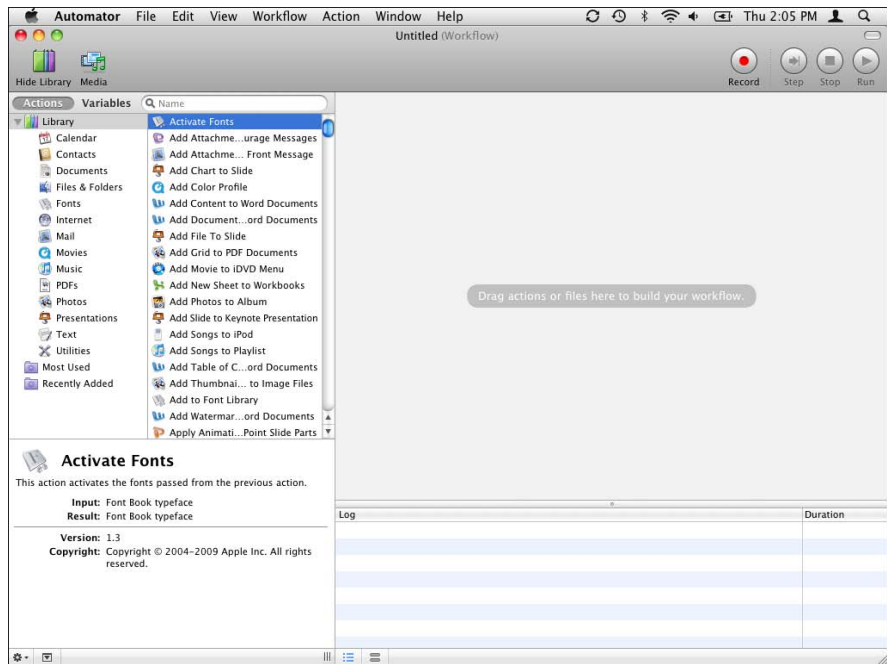 Automator File Edit View Workflow Action Window Help Thu 2:05 PM
Untitled (Workflow)
Hide Library Media Record Step Stop Run
Actions Variables Name
Library
Calendar
Contacts
Documents
Files & Folders
Fonts
Internet
Mail
Movies
Music
PDFs
Photos
Presentations
Text
Utilities
Most Used
Recently Added
Activate Fonts
Add Attachme...urage Messages
Add Attachme... Front Message
Add Chart to Slide
Add Color Profile
Add Content to Word Documents
Add Document...ord Documents
Add File To Slide
Add Grid to PDF Documents
Add Movie to iDVD Menu
Add New Sheet to Workbooks
Add Photos to Album
Add Slide to Keynote Presentation
Add Songs to iPod
Add Songs to Playlist
Add Table of C...ord Documents
Add Thumbnai... to Image Files
Add to Font Library
Add Watermar...ord Documents
Apply Animati...Point Slide Parts
Drag actions or files here to build your workflow.
Activate Fonts
This action activates the fonts passed from the previous action.
Input: Font Book typeface
Result: Font Book typeface
Version: 1.3
Copyright: Copyright © 2004-2009 Apple Inc. All rights
reserved.
Log Duration